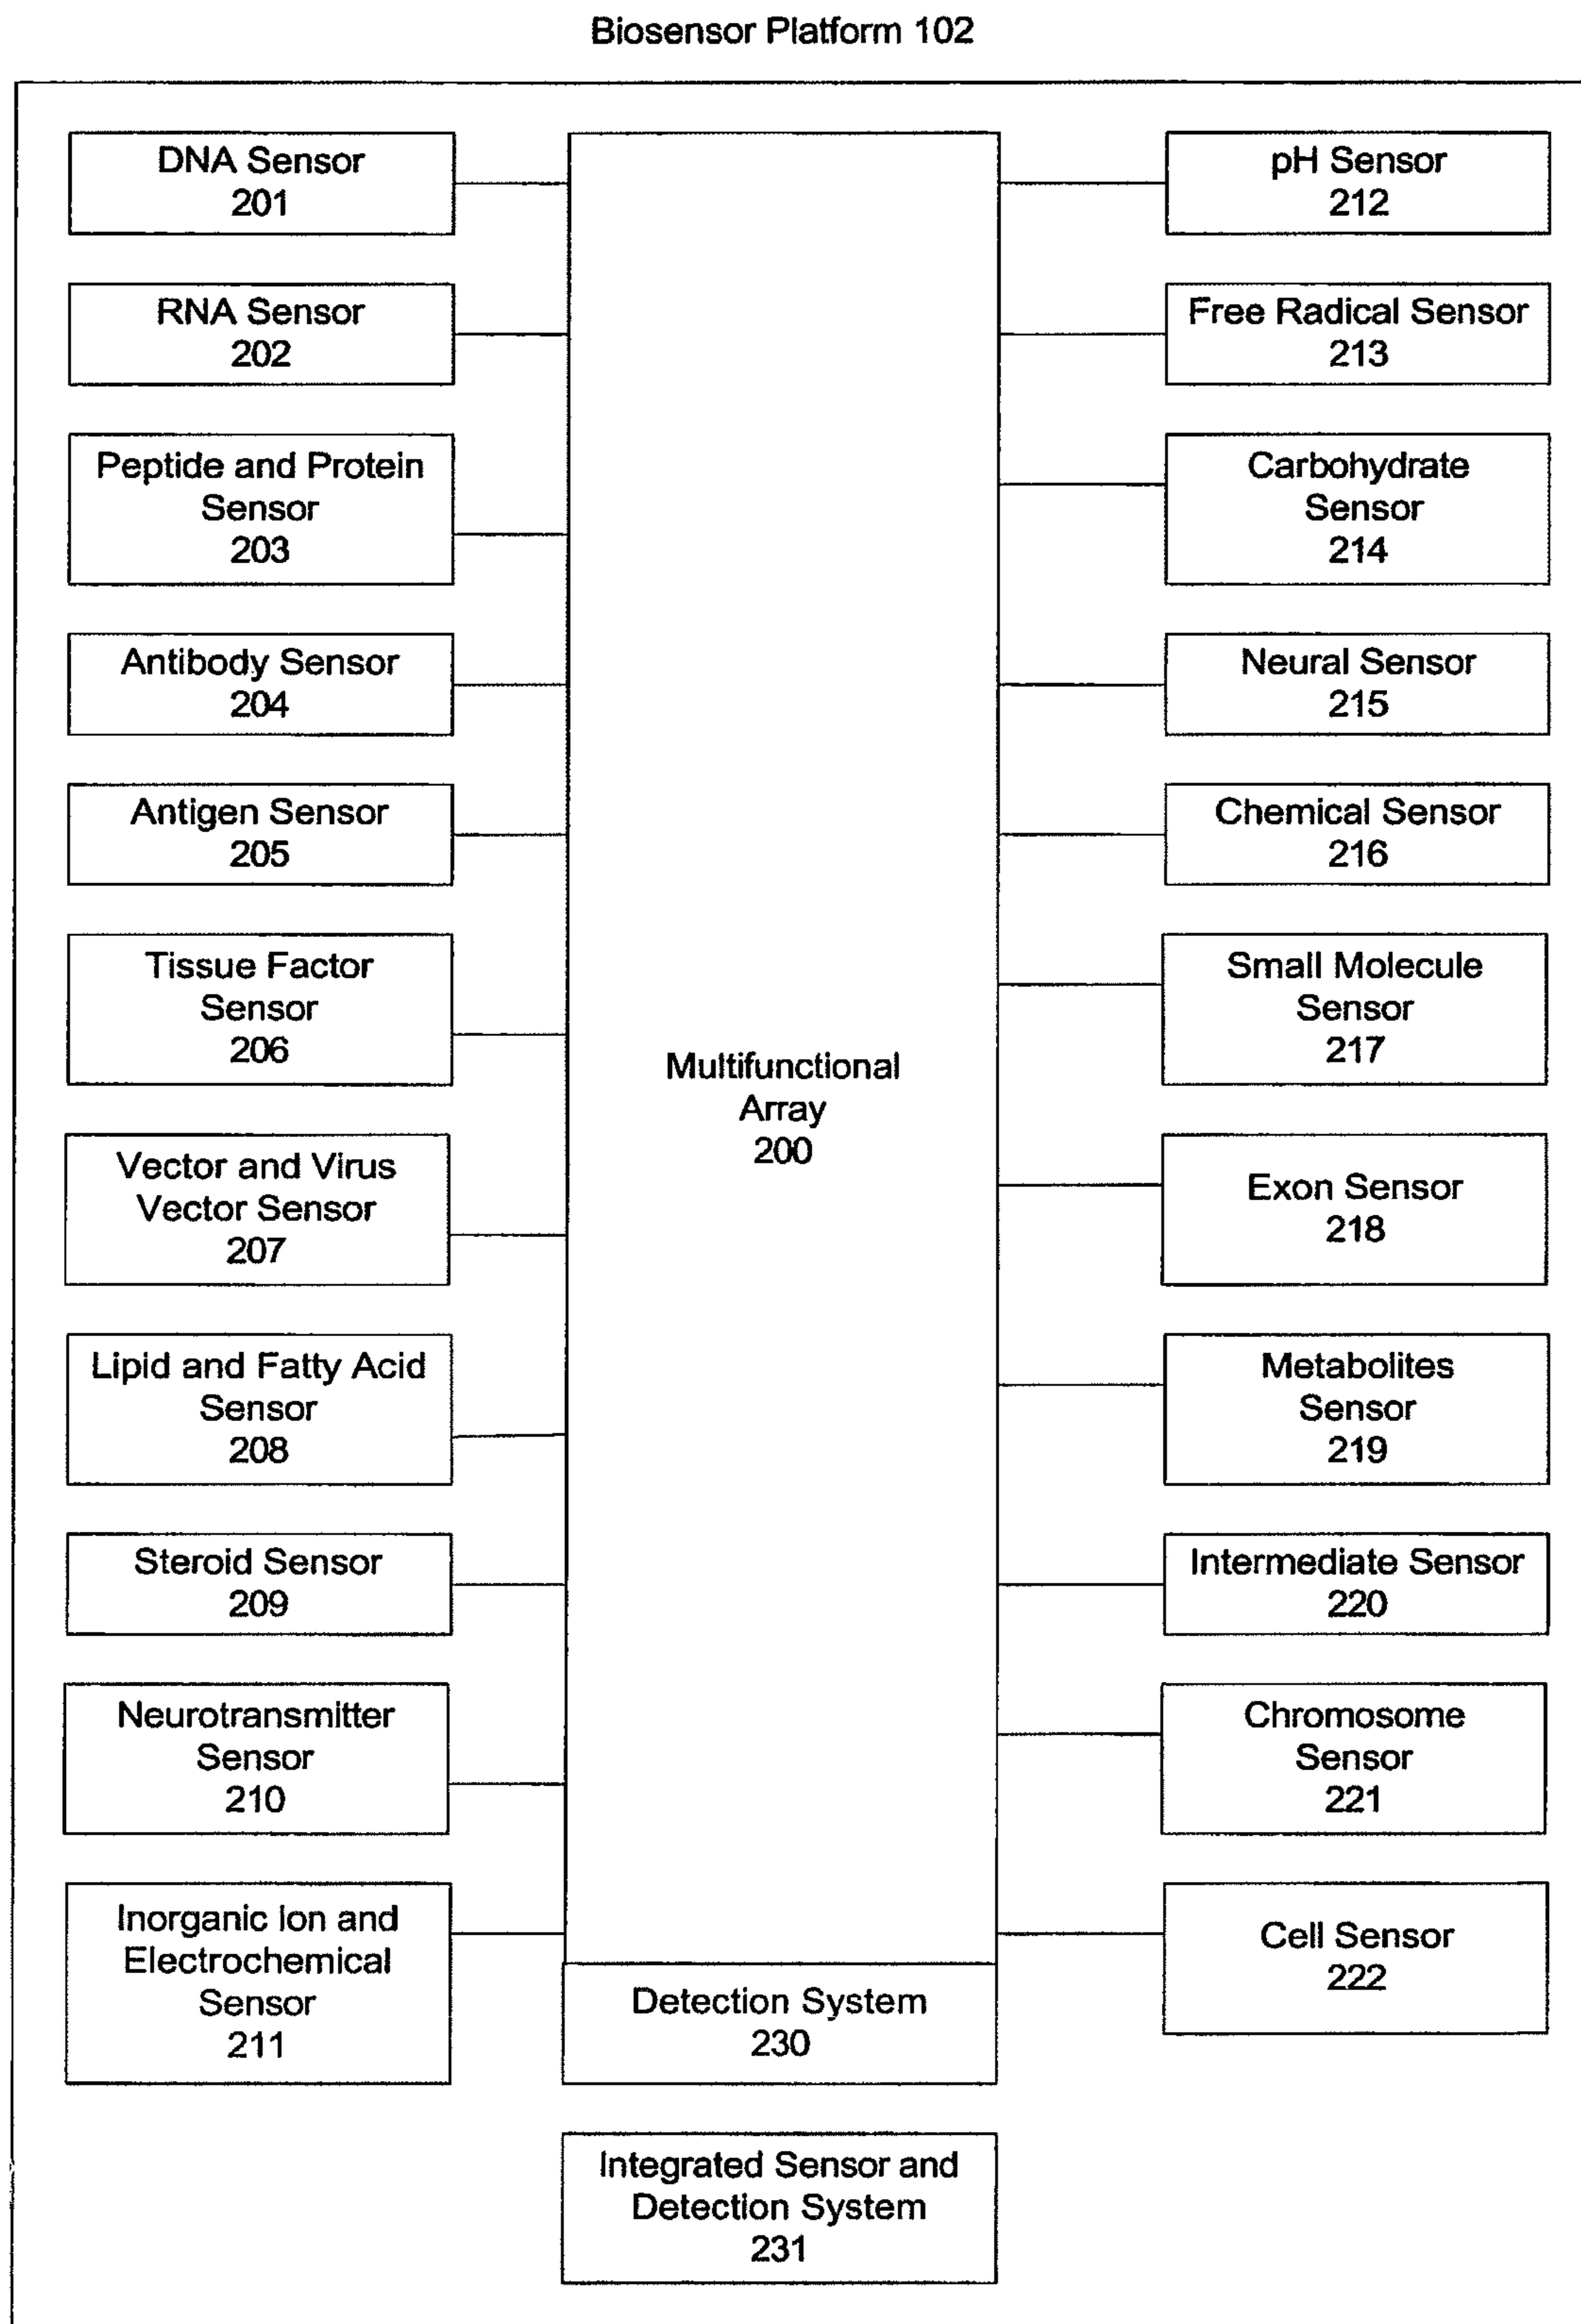 Biosensor Platform 102
DNA Sensor
201
RNA Sensor
202
Peptide and Protein
Sensor
203
Antibody Sensor
204
Antigen Sensor
205
Tissue Factor
Sensor
206
Vector and Virus
Vector Sensor
207
Lipid and Fatty Acid
Sensor
208
Steroid Sensor
209
Neurotransmitter
Sensor
210
Inorganic Ion and
Electrochemical
Sensor
211
Multifunctional
Array
200
Detection System
230
Integrated Sensor and
Detection System
231
pH Sensor
212
Free Radical Sensor
213
Carbohydrate
Sensor
214
Neural Sensor
215
Chemical Sensor
216
Small Molecule
Sensor
217
Exon Sensor
218
Metabolites
Sensor
219
Intermediate Sensor
220
Chromosome
Sensor
221
Cell Sensor
222